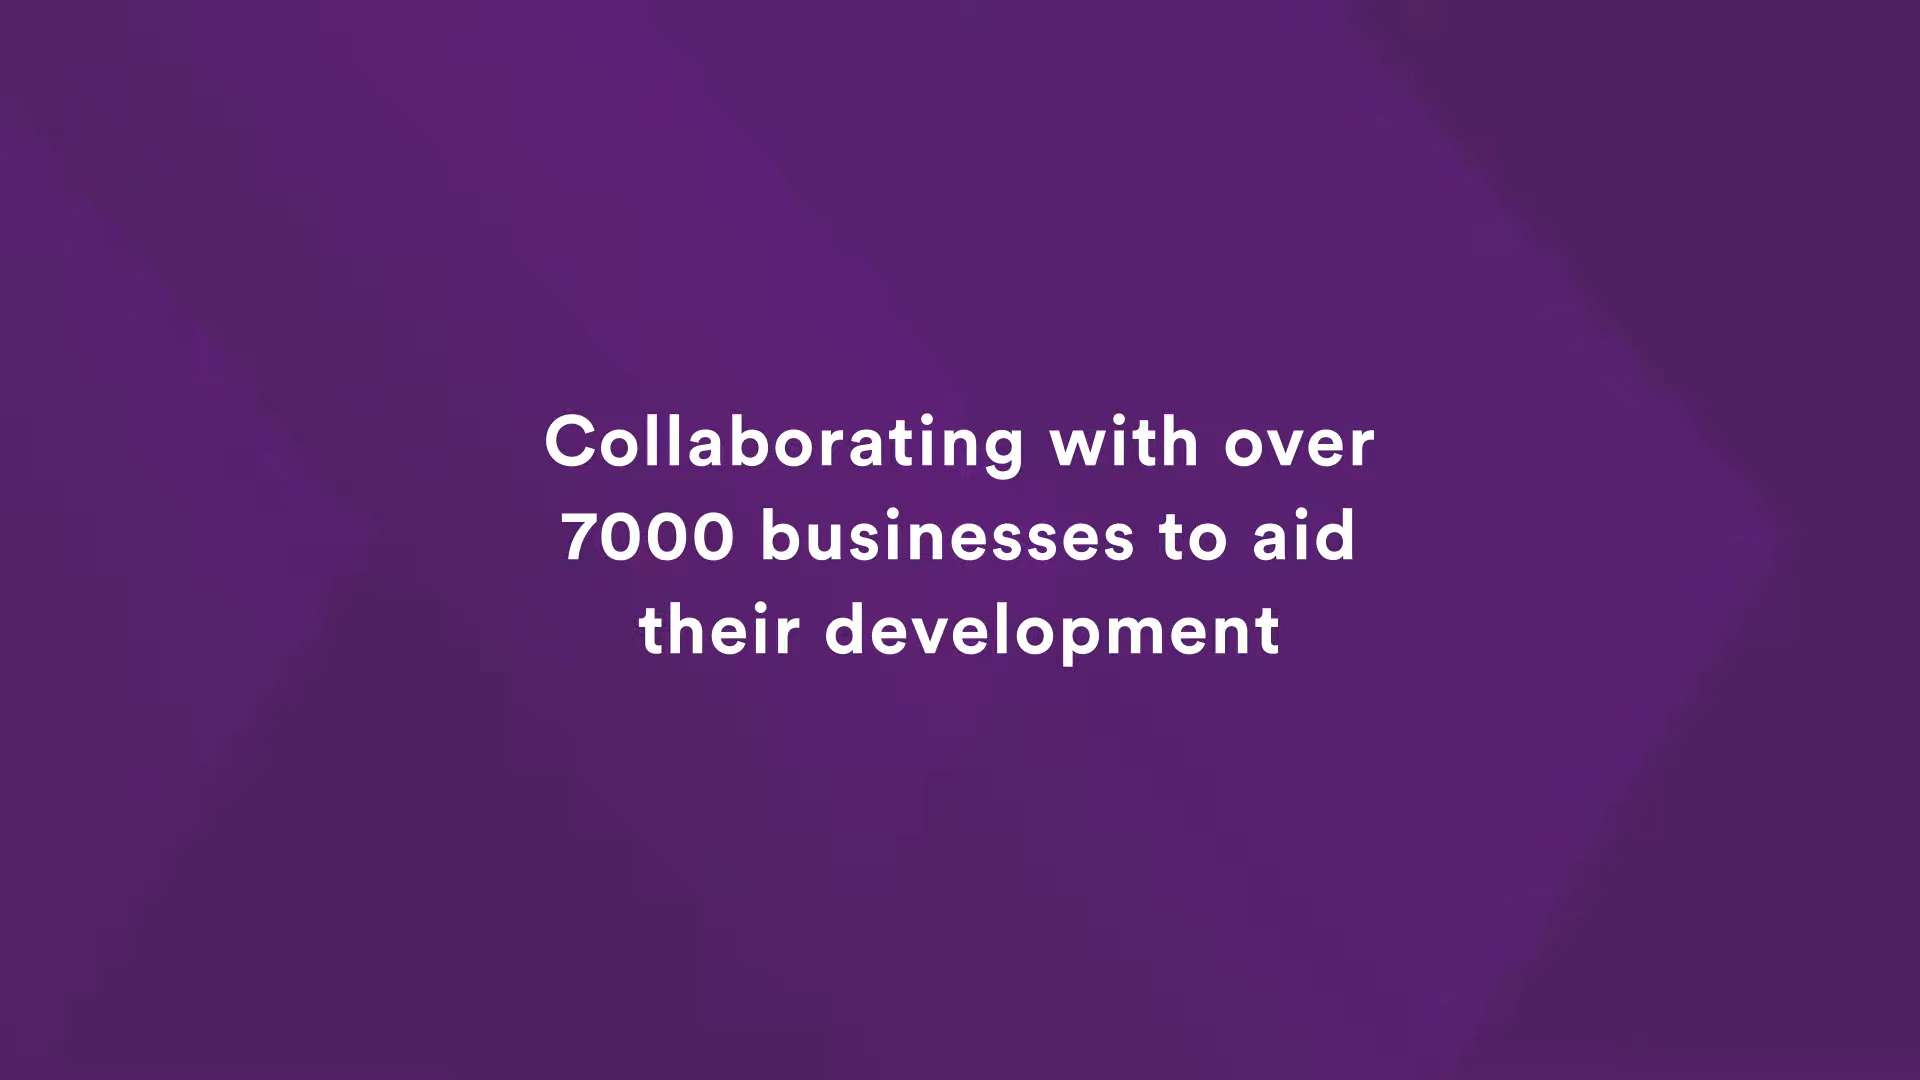 Collaborating with over
7000 businesses to aid
their development